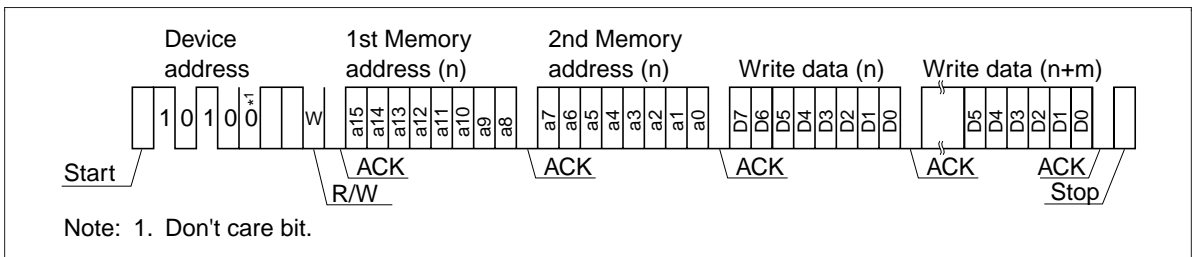 Device address
1st Memory address (n)
2nd Memory address (n)
Write data (n)
Write data (n+m)
1 0 1 0 0 *1 W
a15 a14 a13 a12 a11 a10 a9 a8
a7 a6 a5 a4 a3 a2 a1 a0
D7 D6 D5 D4 D3 D2 D1 D0
D5 D4 D3 D2 D1 D0
Start
R/W
ACK
ACK
ACK
ACK
ACK
Stop
Note: 1. Don't care bit.